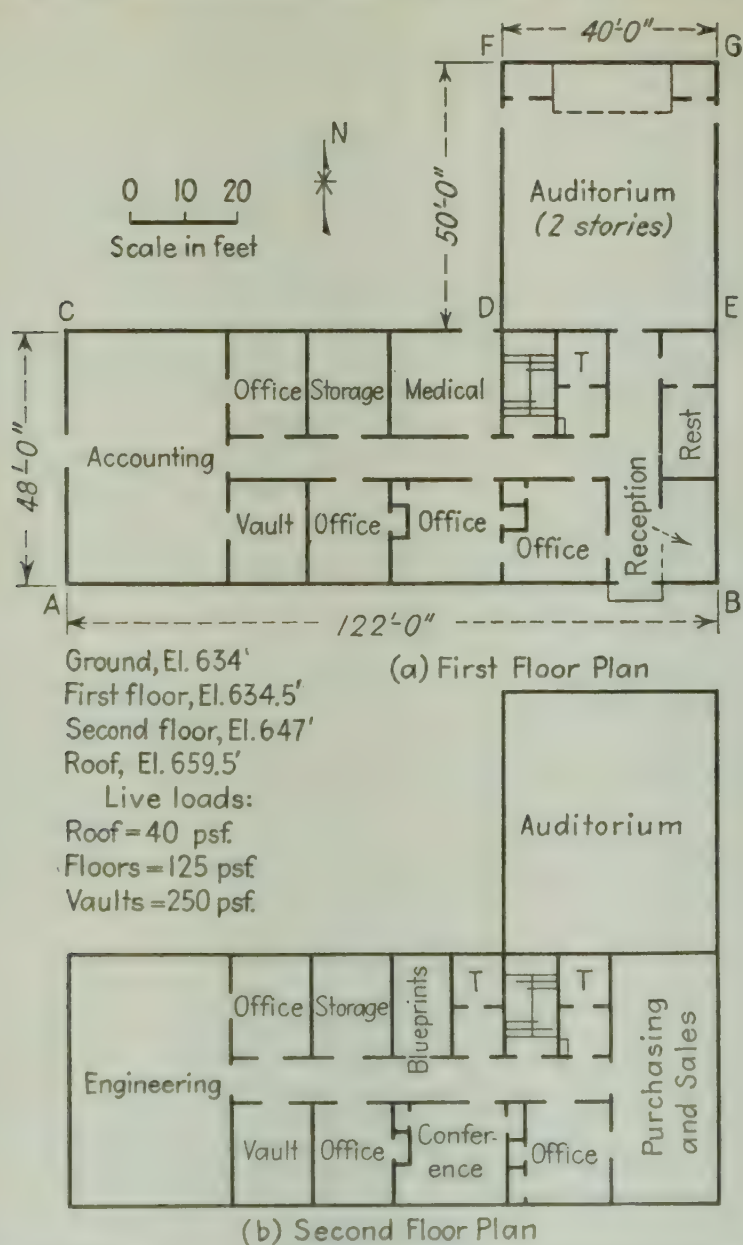 F
40'-0"
G
N
0 10 20
Scale in feet
50'-0"
Auditorium
(2 stories)
C
D
E
Office
Storage
Medical
T
Accounting
48'-0"
Rest
Reception
Vault
Office
Office
Office
A
122'-0"
B
Ground, El. 634'
(a) First Floor Plan
First floor, El. 634.5'
Second floor, El. 647'
Roof, El. 659.5'
Live loads:
Roof = 40 psf.
Floors = 125 psf.
Vaults = 250 psf.
Auditorium
Office
Storage
Blueprints
T
T
Engineering
Purchasing
and Sales
Vault
Office
Confer-
ence
Office
(b) Second Floor Plan